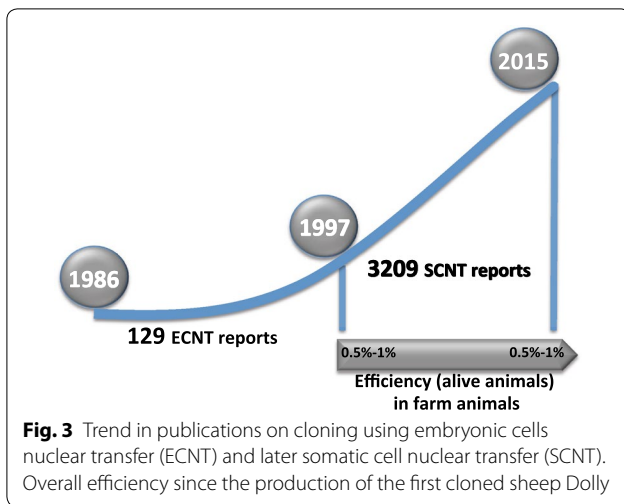 2015
1997
1986
3209 SCNT reports
129 ECNT reports
0.5%-1% 0.5%-1%
Efficiency (alive animals)
in farm animals
Fig. 3 Trend in publications on cloning using embryonic cells
nuclear transfer (ECNT) and later somatic cell nuclear transfer (SCNT).
Overall efficiency since the production of the first cloned sheep Dolly